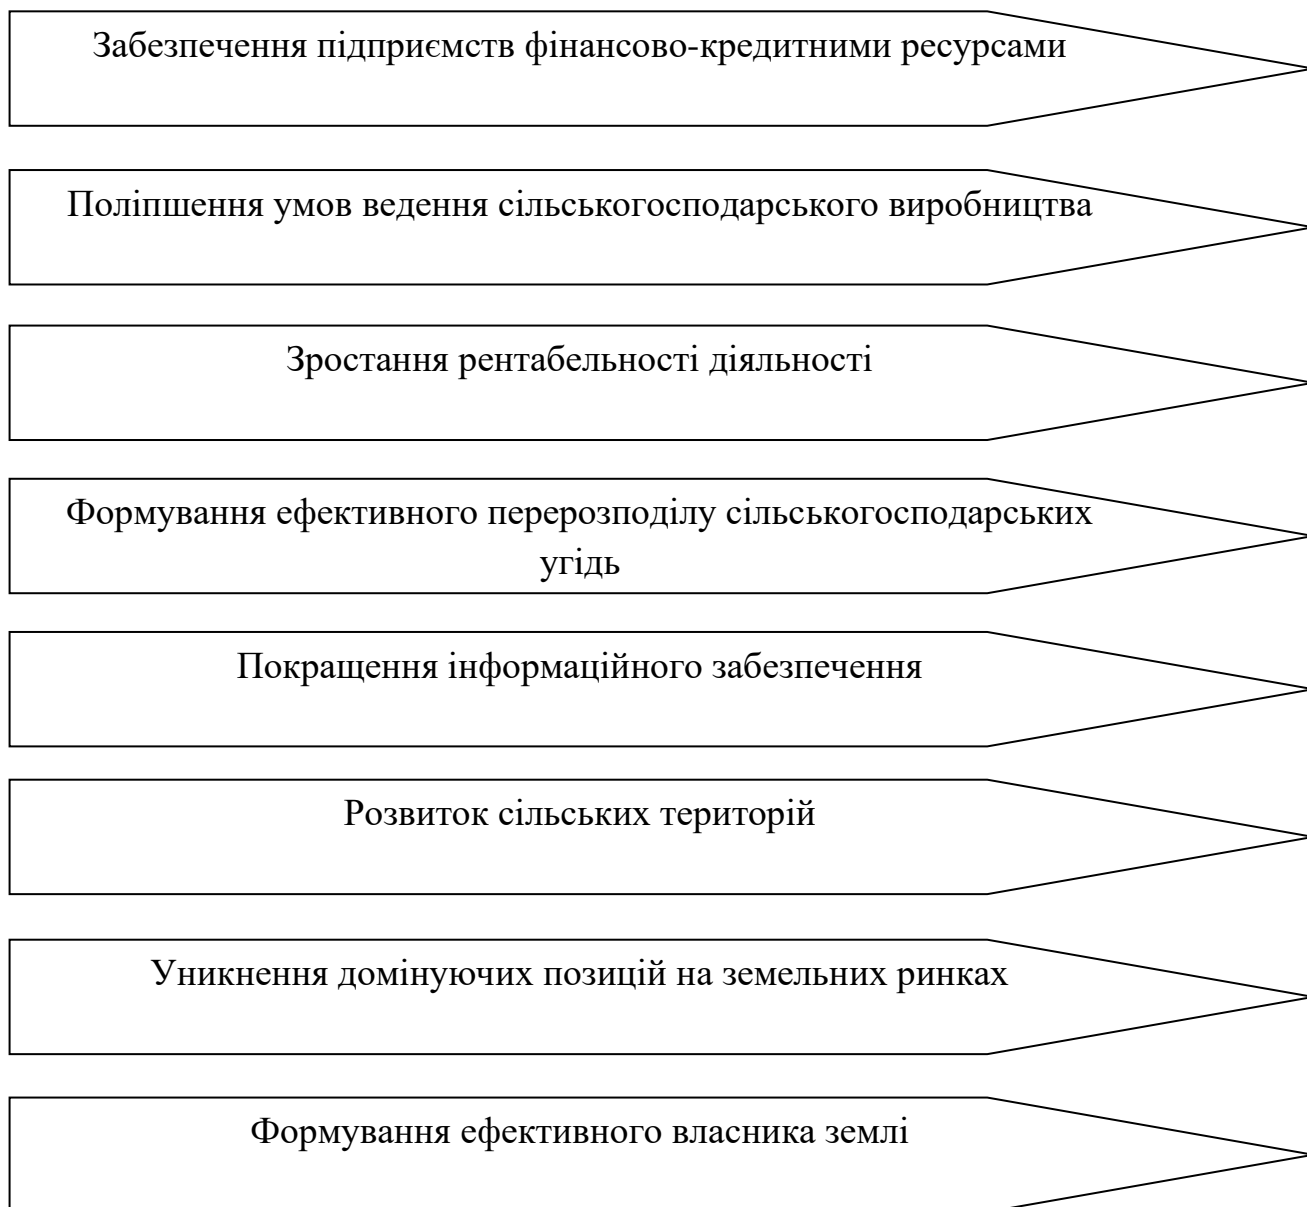 Забезпечення підприємств фінансово-кредитними ресурсами
Поліпшення умов ведення сільськогосподарського виробництва
Зростання рентабельності діяльності
Формування ефективного перерозподілу сільськогосподарських
угідь
Покращення інформаційного забезпечення
Розвиток сільських територій
Уникнення домінуючих позицій на земельних ринках
Формування ефективного власника землі